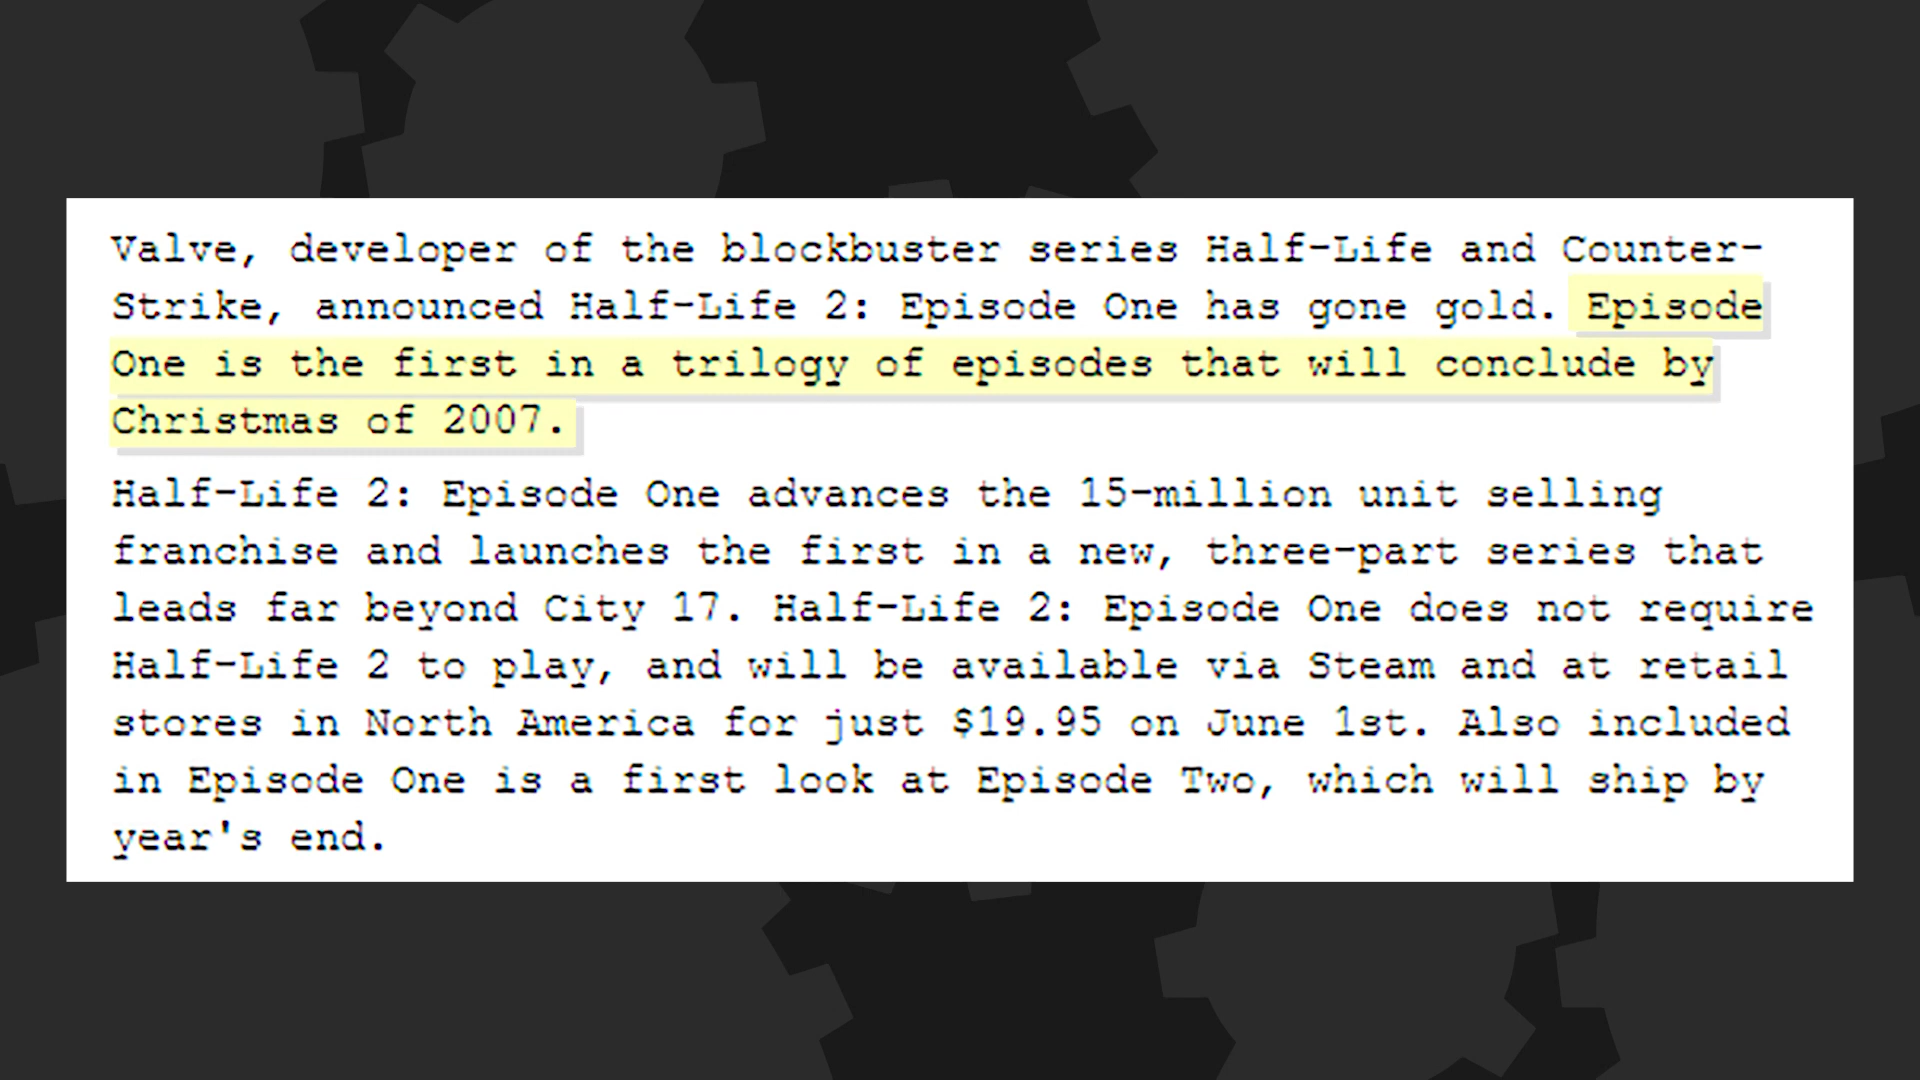 Valve, developer of the blockbuster series Half-Life and Counter-
Strike, announced Half-Life 2: Episode One has gone gold. Episode
One is the first in a trilogy of episodes that will conclude by
Christmas of 2007.
Half-Life 2: Episode One advances the 15-million unit selling
franchise and launches the first in a new, three-part series that
leads far beyond City 17. Half-Life 2: Episode One does not require
Half-Life 2 to play, and will be available via Steam and at retail
stores in North America for just $19.95 on June 1st. Also included
in Episode One is a first look at Episode Two, which will ship by
year's end.